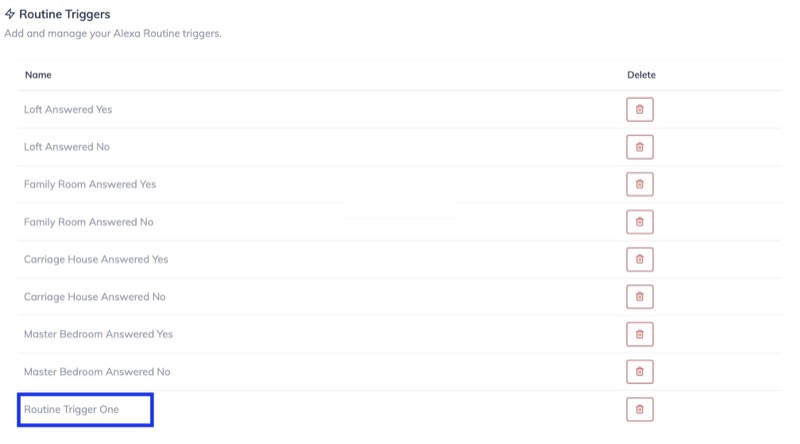 Routine Triggers
Add and manage your Alexa Routine triggers.
Name Delete
Loft Answered Yes
Loft Answered No
Family Room Answered Yes
Family Room Answered No
Carriage House Answered Yes
Carriage House Answered No
Master Bedroom Answered Yes
Master Bedroom Answered No
Routine Trigger One